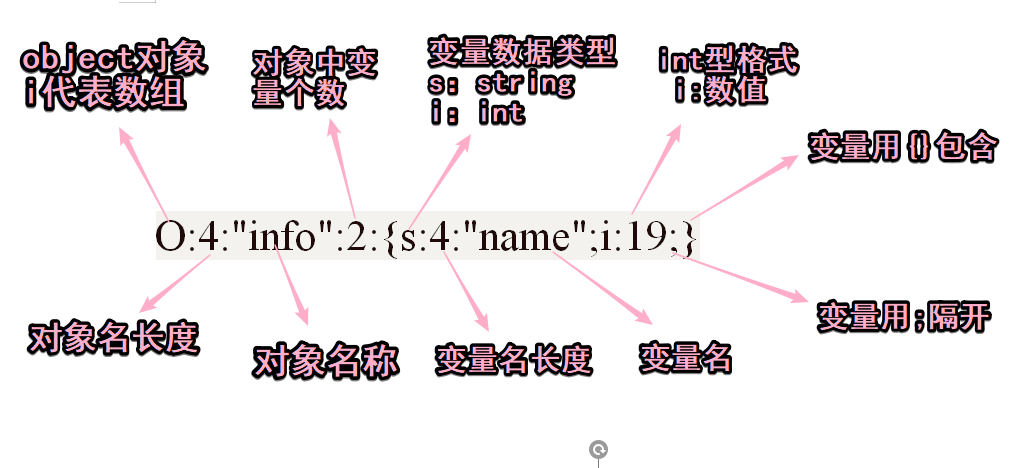 object对象
i代表数组
对象中变
量个数
变量数据类型
s: string
i: int
int型格式
i:数值
变量用{}包含
O:4:"info":2:{s:4:"name";i:19;}
对象名长度
对象名称
变量名长度
变量名
变量用;隔开